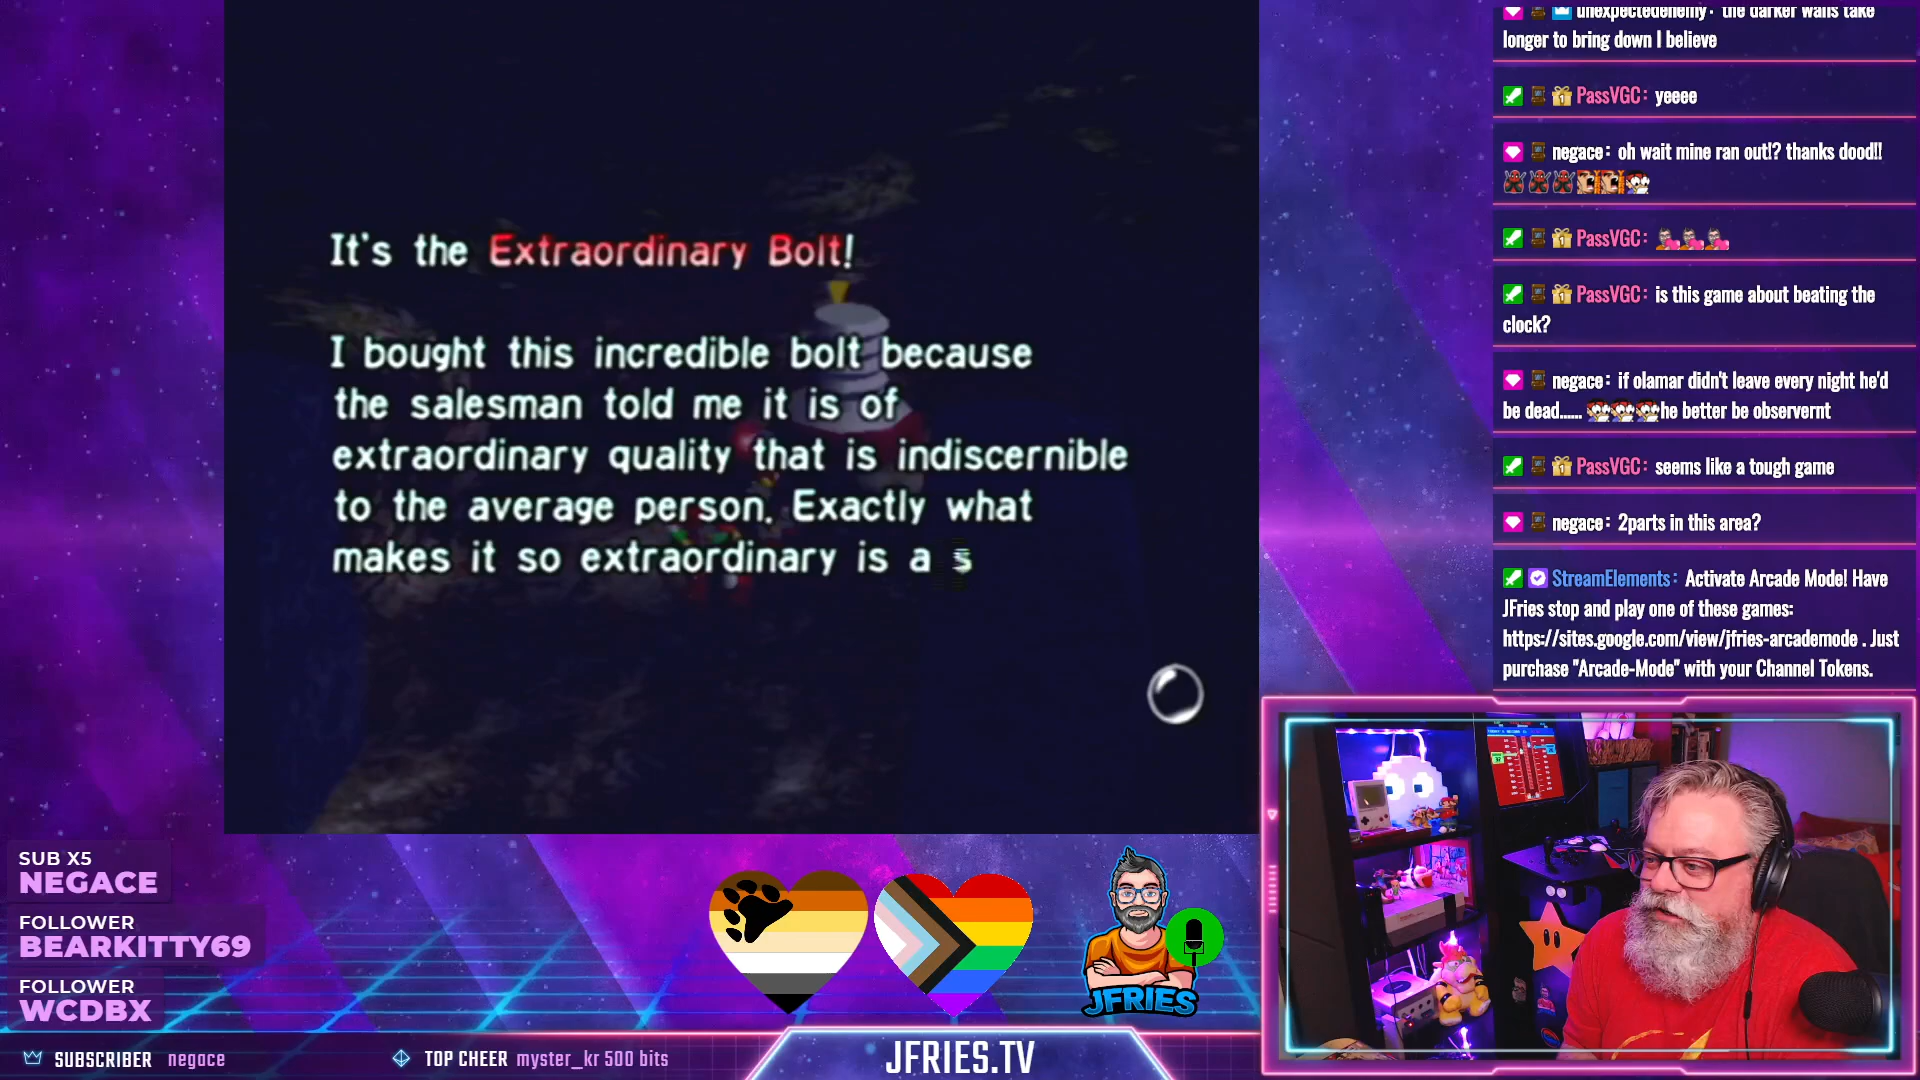 It's the Extraordinary Bolt!
I bought this incredible bolt because
the salesman told me it is of
extraordinary quality that is indiscernible
to the average person. Exactly what
makes it so extraordinary is a s
unexpectedenemy: the darker walls take
longer to bring down I believe
PassVGC: yeeee
negace: oh wait mine ran out!? thanks dood!!
PassVGC:
PassVGC: is this game about beating the
clock?
negace: if olamar didn't leave every night he'd
be dead...... he better be observernt
PassVGC: seems like a tough game
negace: 2parts in this area?
StreamElements: Activate Arcade Mode! Have
JFries stop and play one of these games:
https://sites.google.com/view/jfries-arcademode . Just
purchase "Arcade-Mode" with your Channel Tokens.
SUB X5
NEGACE
FOLLOWER
BEARKITTY69
FOLLOWER
WCDBX
JFRIES
SUBSCRIBER negace
TOP CHEER myster_kr 500 bits
JFRIES.TV